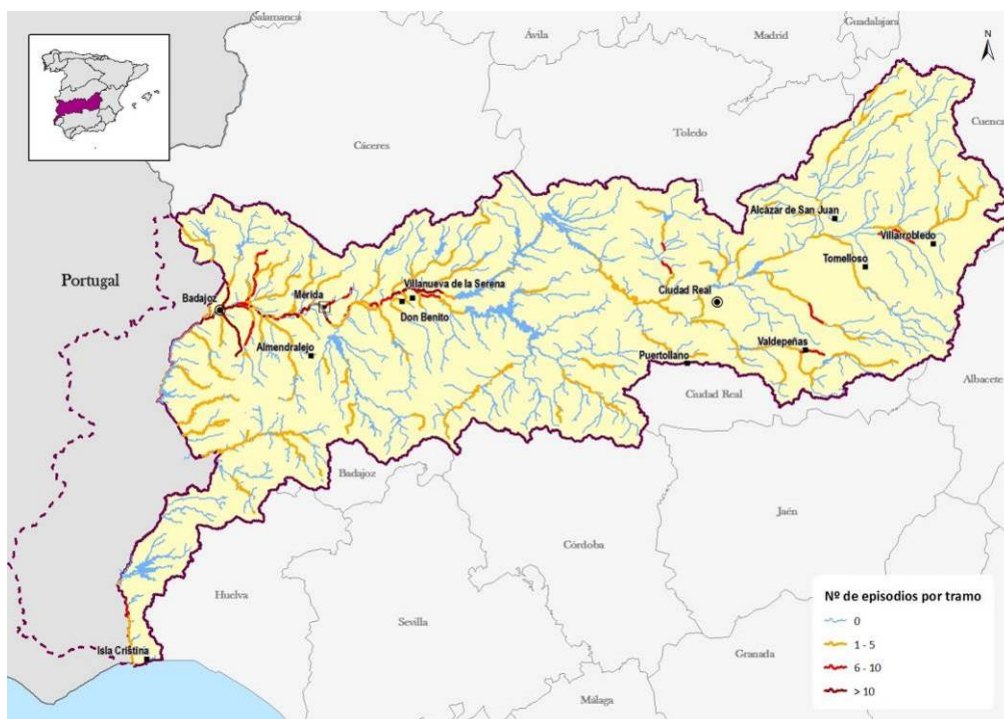 Salamanca
Ávila
Madrid
Guadalajara
N
Cuenca
Toledo
Cáceres
Alcázar de San Juan
Villarrobledo
Tomelloso
Portugal
Badajoz
Mérida
Villanueva de la Serena
Don Benito
Ciudad Real
Almendralejo
Puertollano
Valdepeñas
Albacete
Ciudad Real
Badajoz
Jaén
Córdoba
Huelva
Sevilla
Isla Cristina
Granada
Málaga
Nº de episodios por tramo
0
1 - 5
6 - 10
> 10